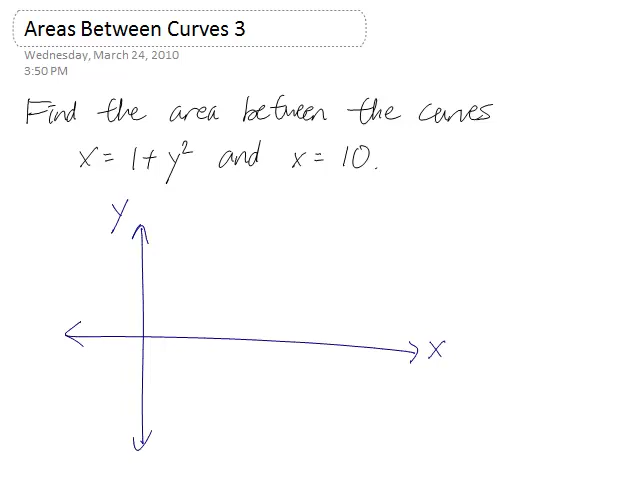 Areas Between Curves 3
Wednesday, March 24, 2010
3:50 PM
Find the area between the curves
x = 1 + y² and x = 10.
y
x